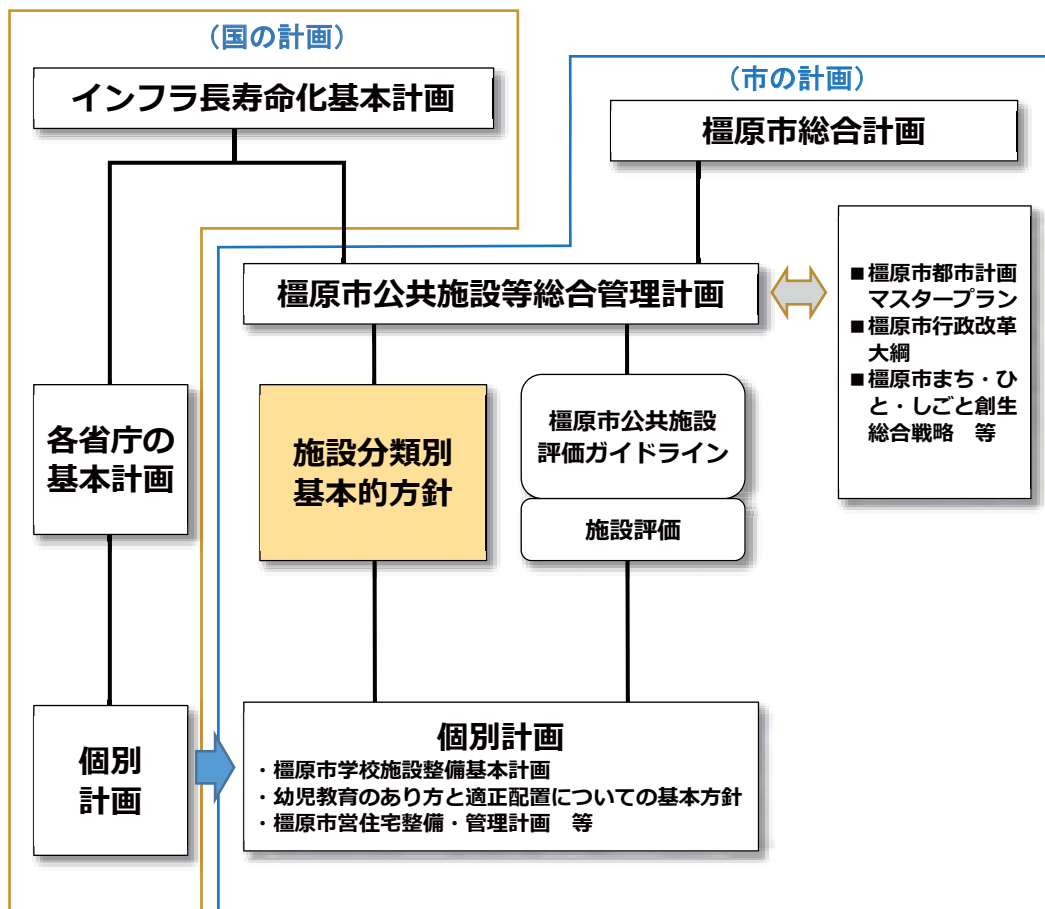 （国の計画）
インフラ長寿命化基本計画
（市の計画）
橿原市総合計画
橿原市公共施設等総合管理計画
■橿原市都市計画
マスタープラン
■橿原市行政改革
大綱
■橿原市まち・ひ
と・しごと創生
総合戦略　等
各省庁の
基本計画
施設分類別
基本的方針
橿原市公共施設
評価ガイドライン
施設評価
個別
計画
個別計画
・橿原市学校施設整備基本計画
・幼児教育のあり方と適正配置についての基本方針
・橿原市営住宅整備・管理計画　等